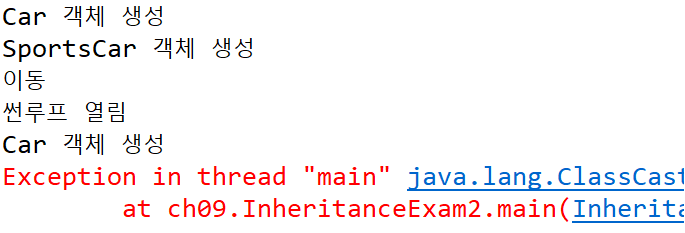 Car 객체 생성
SportsCar 객체 생성
이동
썬루프 열림
Car 객체 생성
Exception in thread "main" java.lang.ClassCast
at ch09.InheritanceExam2.main(Inherita